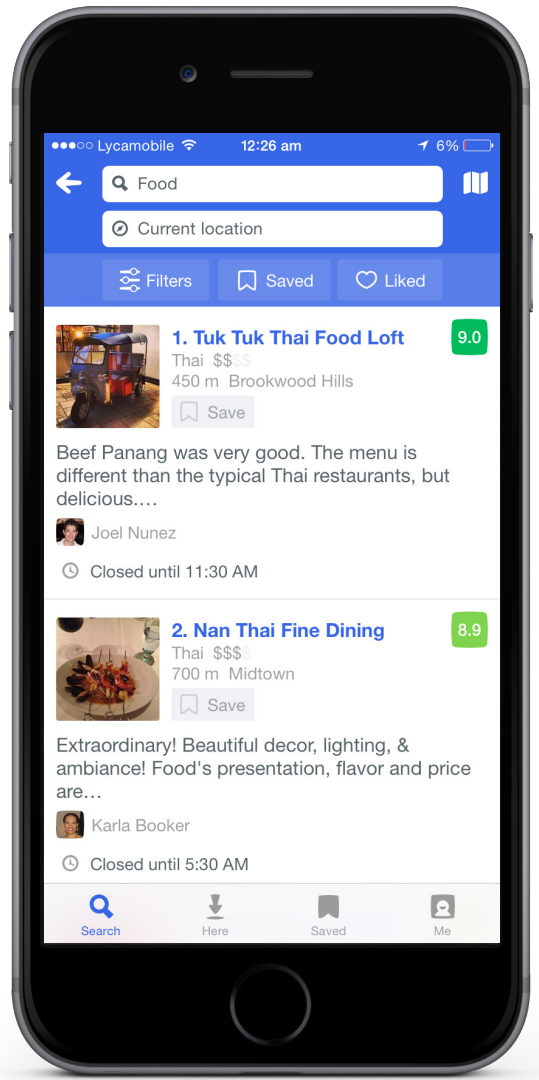 Lycamobile 12:26 am 6%
Food
Current location
Filters Saved Liked
1. Tuk Tuk Thai Food Loft 9.0
Thai $$$$
450 m Brookwood Hills
Save
Beef Panang was very good. The menu is
different than the typical Thai restaurants, but
delicious....
Joel Nunez
Closed until 11:30 AM
2. Nan Thai Fine Dining 8.9
Thai $$$$
700 m Midtown
Save
Extraordinary! Beautiful decor, lighting, &
ambiance! Food's presentation, flavor and price
are...
Karla Booker
Closed until 5:30 AM
Search Here Saved Me